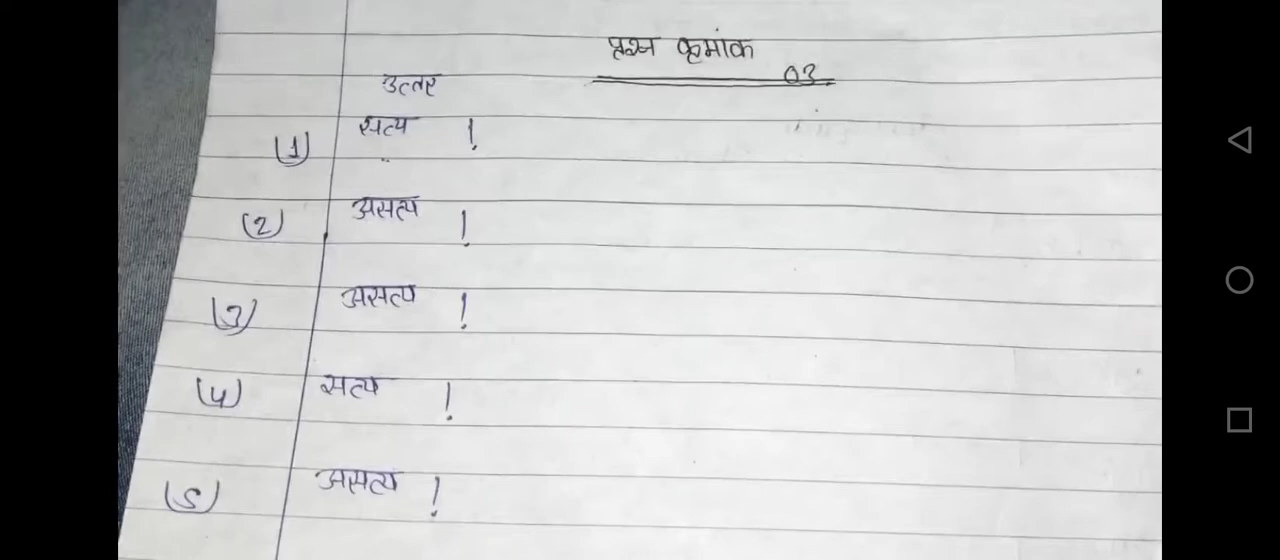 प्रश्न क्रमांक
03
उत्तर
(1) सत्य !
(2) असत्य !
(3) असत्य !
(4) सत्य !
(5) असत्य !